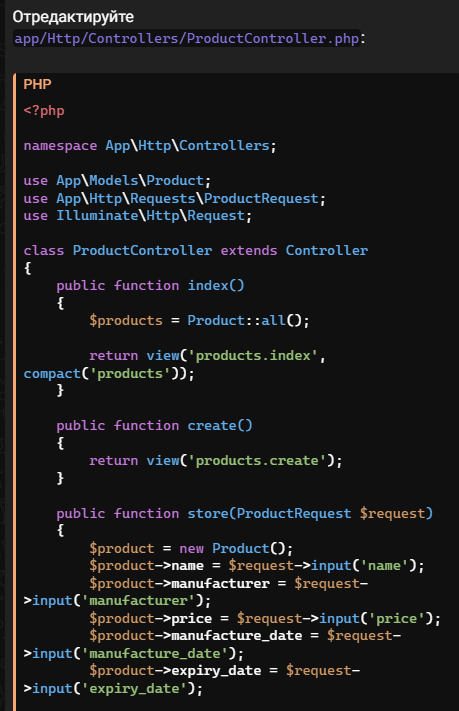 Отредактируйте
app/Http/Controllers/ProductController.php:
PHP
<?php
namespace App\Http\Controllers;
use App\Models\Product;
use App\Http\Requests\ProductRequest;
use Illuminate\Http\Request;
class ProductController extends Controller
{
    public function index()
    {
        $products = Product::all();
        return view('products.index',
compact('products'));
    }
    public function create()
    {
        return view('products.create');
    }
    public function store(ProductRequest $request)
    {
        $product = new Product();
        $product->name = $request->input('name');
        $product->manufacturer = $request-
>input('manufacturer');
        $product->price = $request->input('price');
        $product->manufacture_date = $request-
>input('manufacture_date');
        $product->expiry_date = $request-
>input('expiry_date');